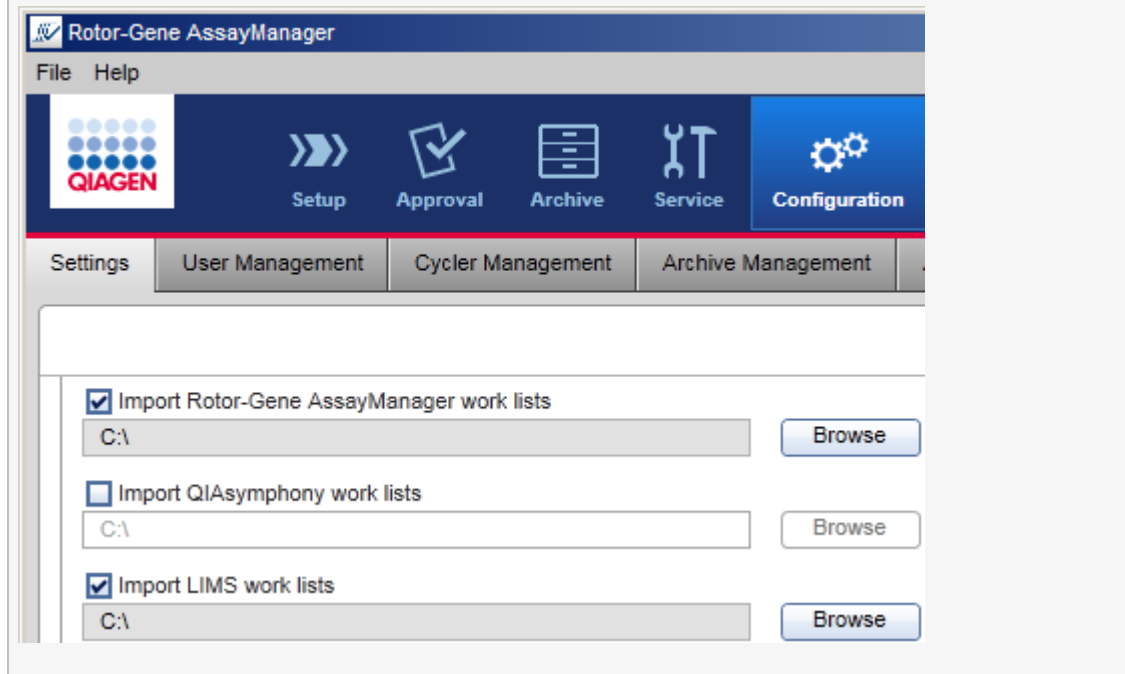 Rotor-Gene AssayManager
File Help
QIAGEN
Setup Approval Archive Service Configuration
Settings User Management Cycler Management Archive Management
Import Rotor-Gene AssayManager work lists
C:\ Browse
Import QIAsymphony work lists
C:\ Browse
Import LIMS work lists
C:\ Browse